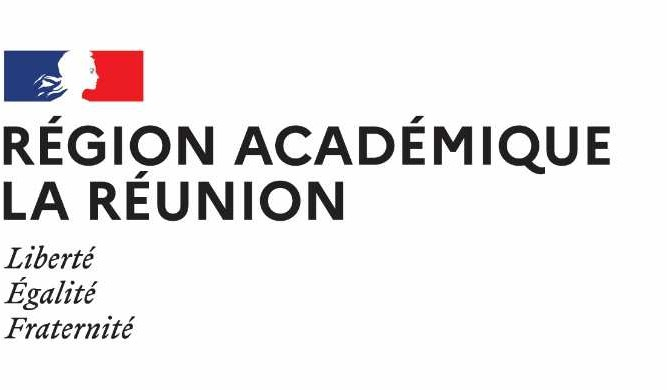 RÉGION ACADÉMIQUE
LA RÉUNION
Liberté
Égalité
Fraternité